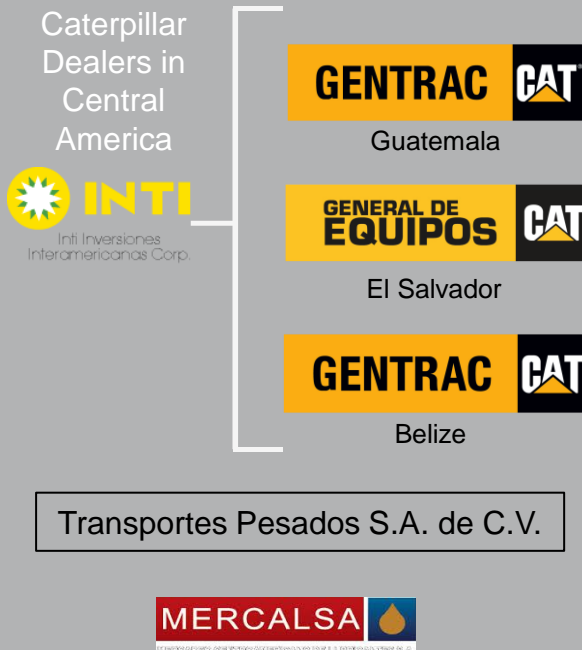 Caterpillar
Dealers in
Central
America
INTI
Inti Inversiones
Interamericanas Corp.
GENTRAC CAT
Guatemala
GENERAL DE
EQUIPOS CAT
El Salvador
GENTRAC CAT
Belize
Transportes Pesados S.A. de C.V.
MERCALSA